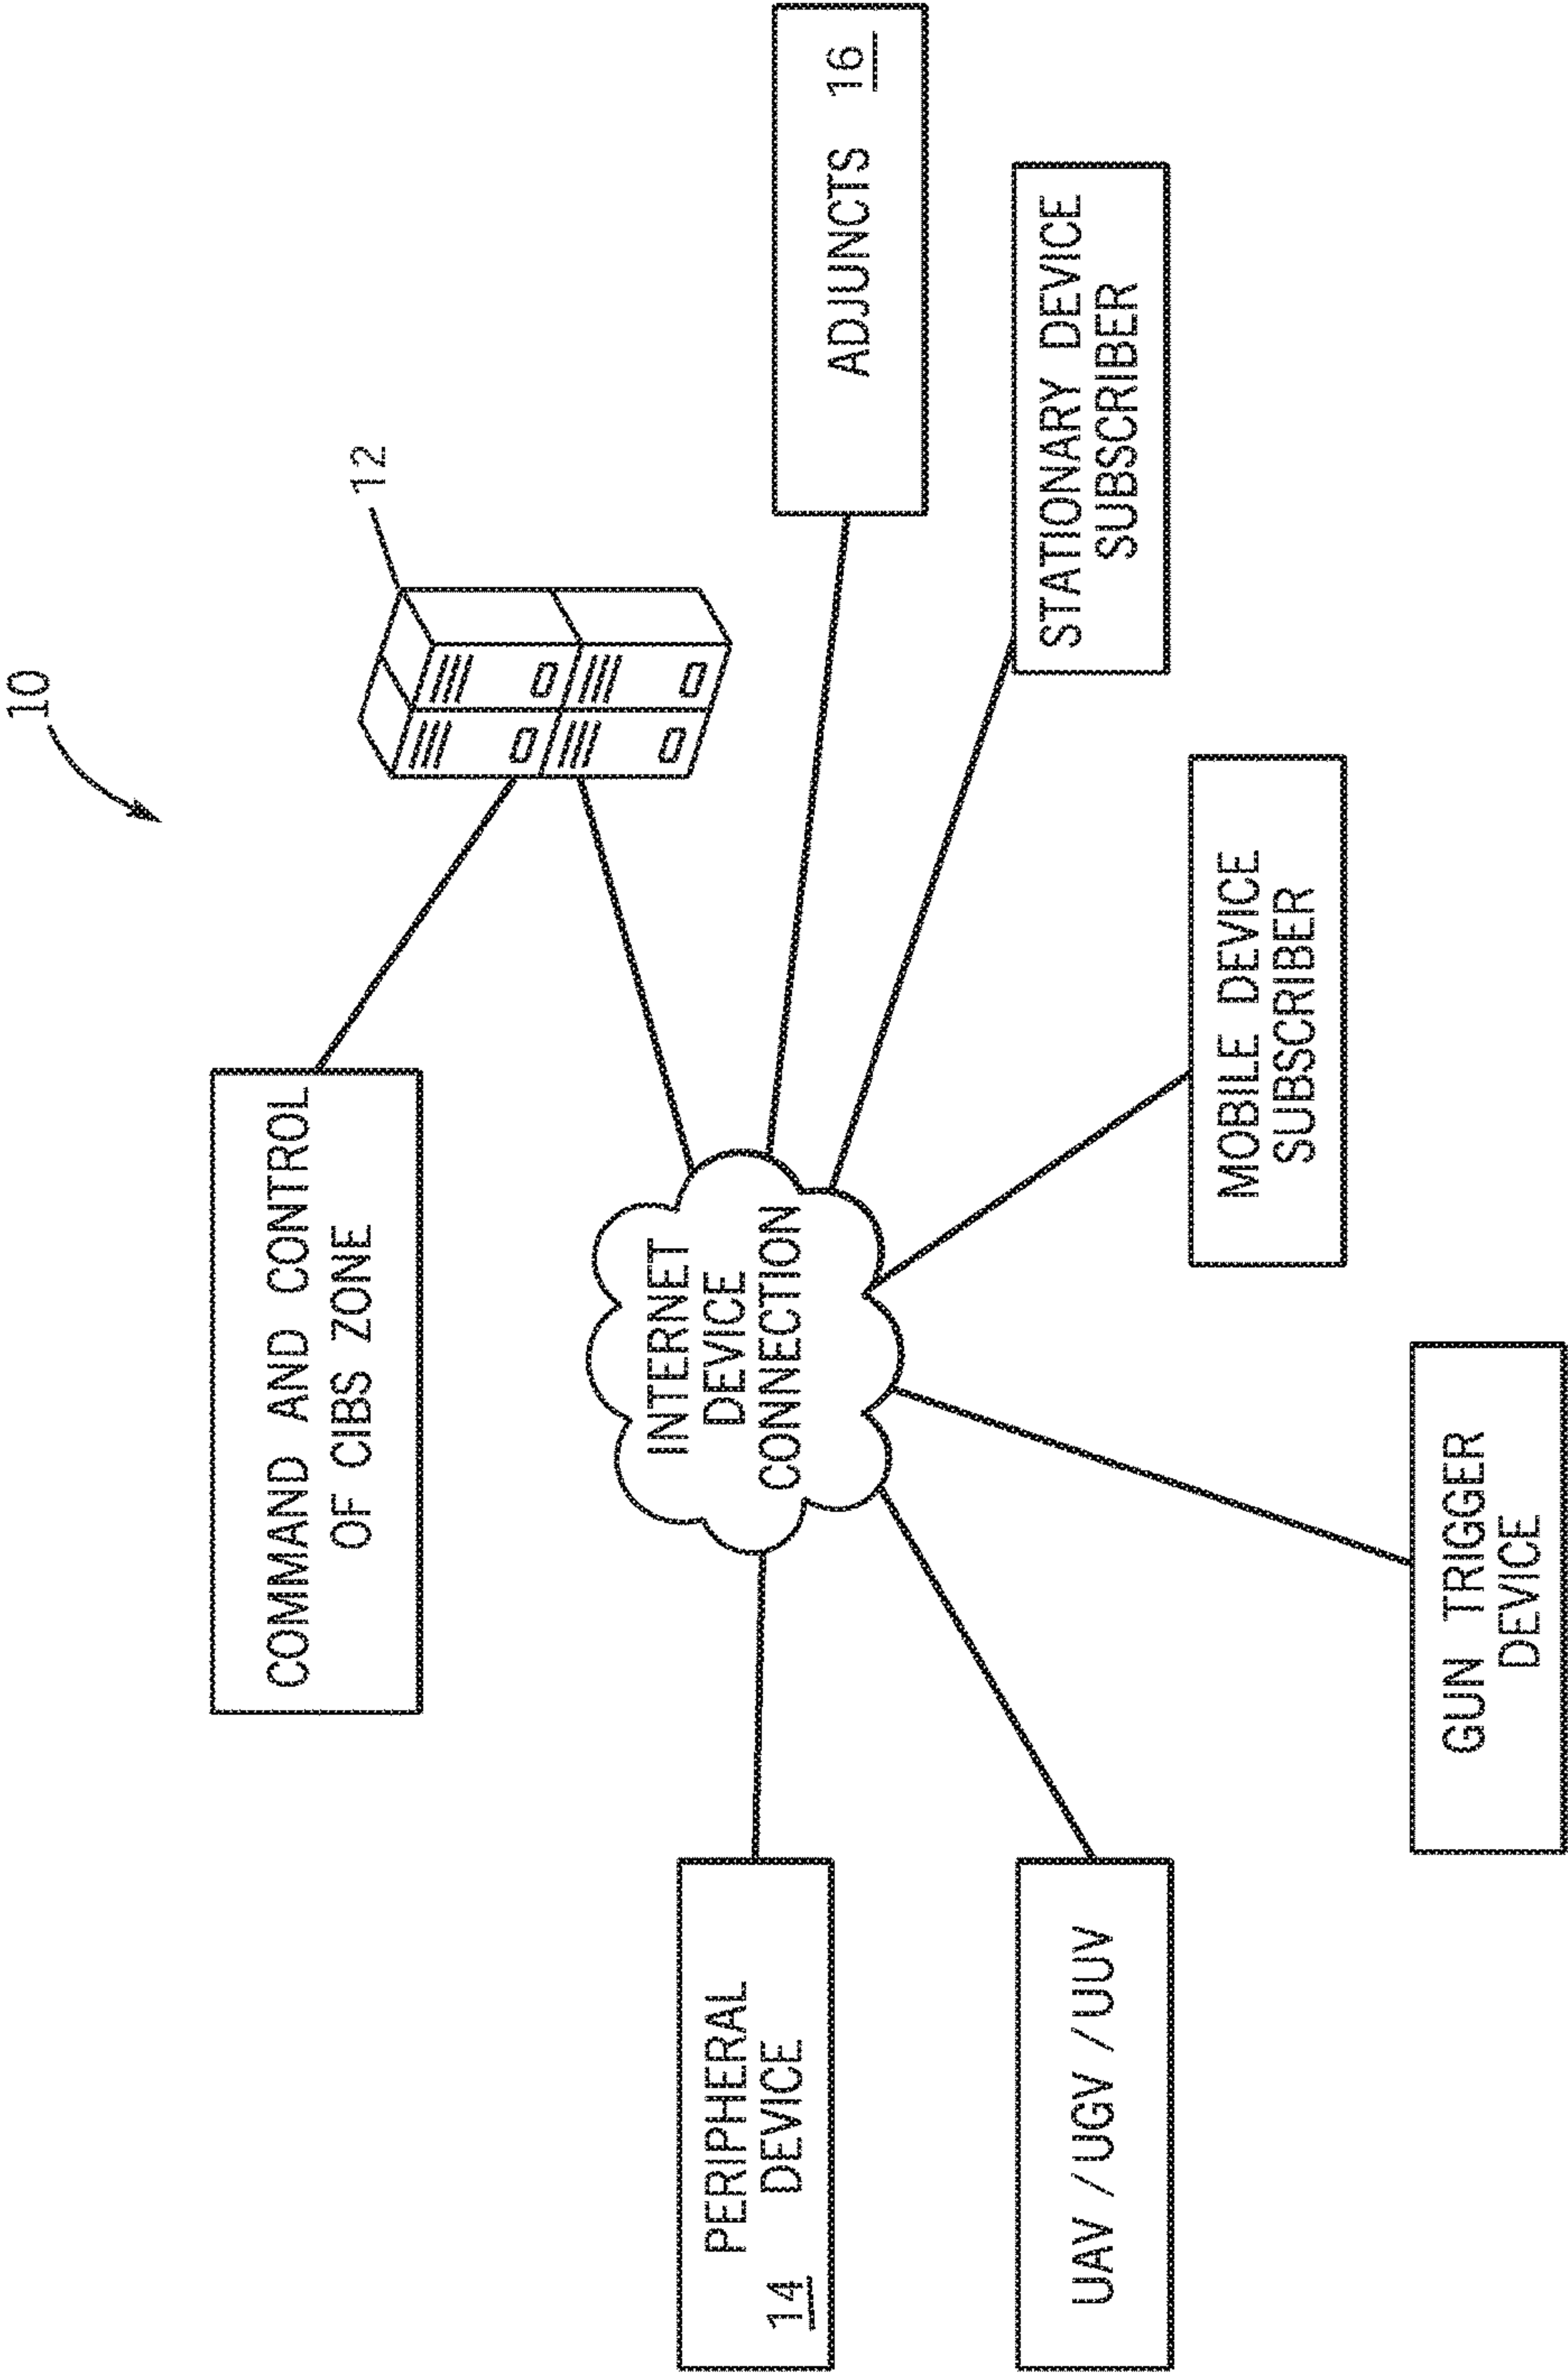 10
COMMAND AND CONTROL
OF CIBS ZONE
12
INTERNET
DEVICE
CONNECTION
PERIPHERAL
14 DEVICE
ADJUNCTS 16
UAV / UGV / UUV
STATIONARY DEVICE
SUBSCRIBER
MOBILE DEVICE
SUBSCRIBER
GUN TRIGGER
DEVICE